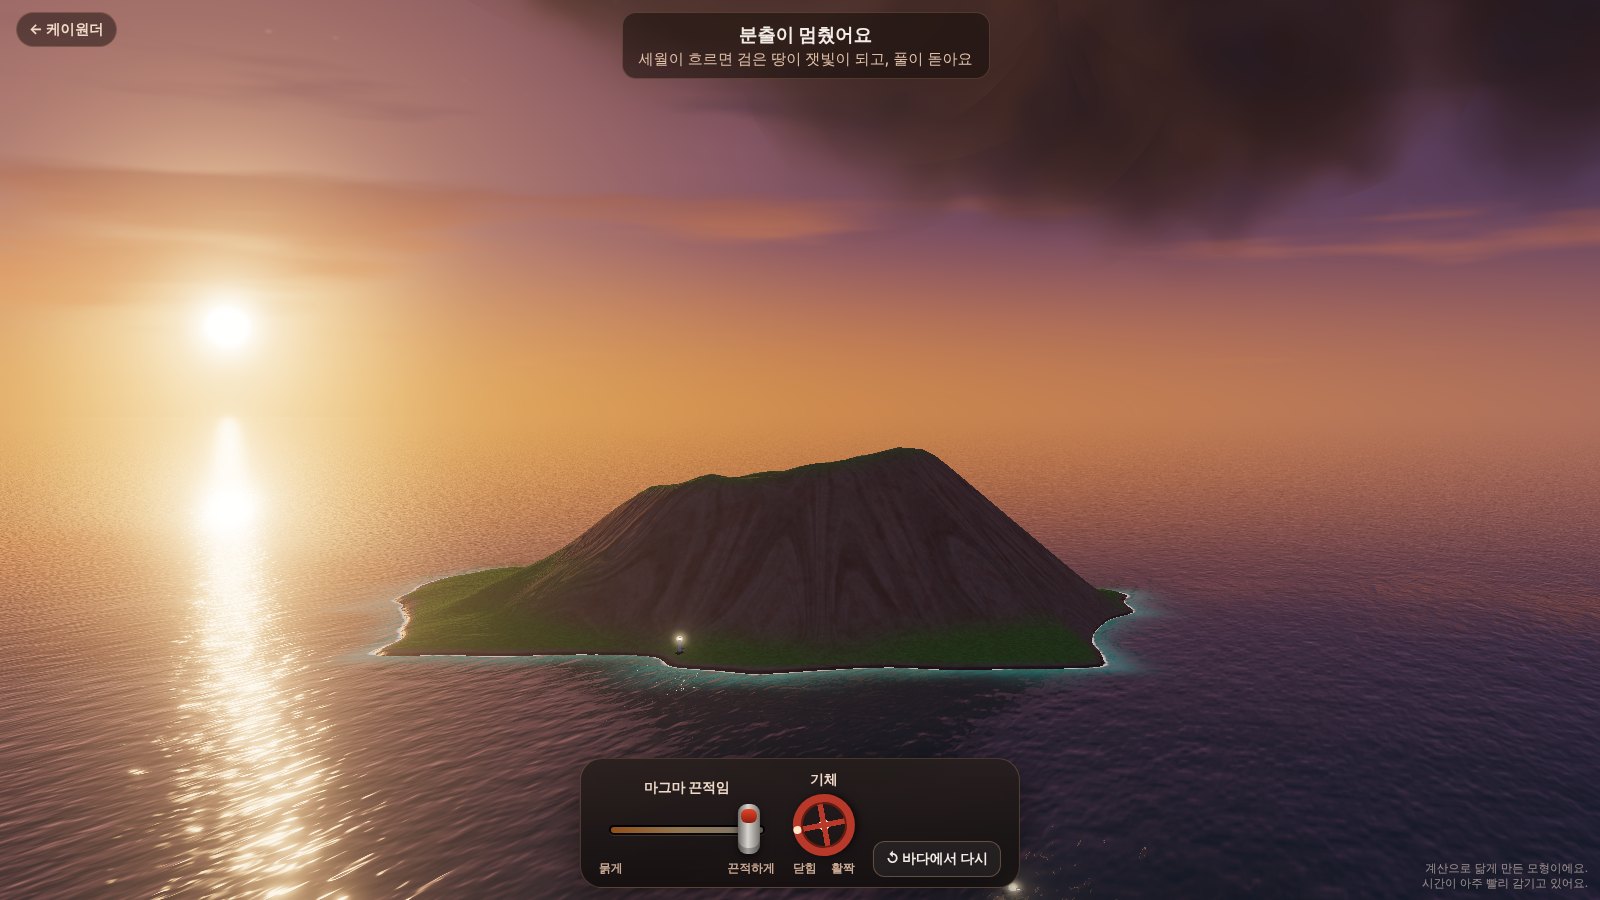 ← 케이원더
분출이 멈췄어요
세월이 흐르면 검은 땅이 잿빛이 되고, 풀이 돋아요
마그마 끈적임
기체
묽게
끈적하게
닫힘
활짝
바다에서 다시
계산으로 닮게 만든 모형이에요.
시간이 아주 빨리 감기고 있어요.